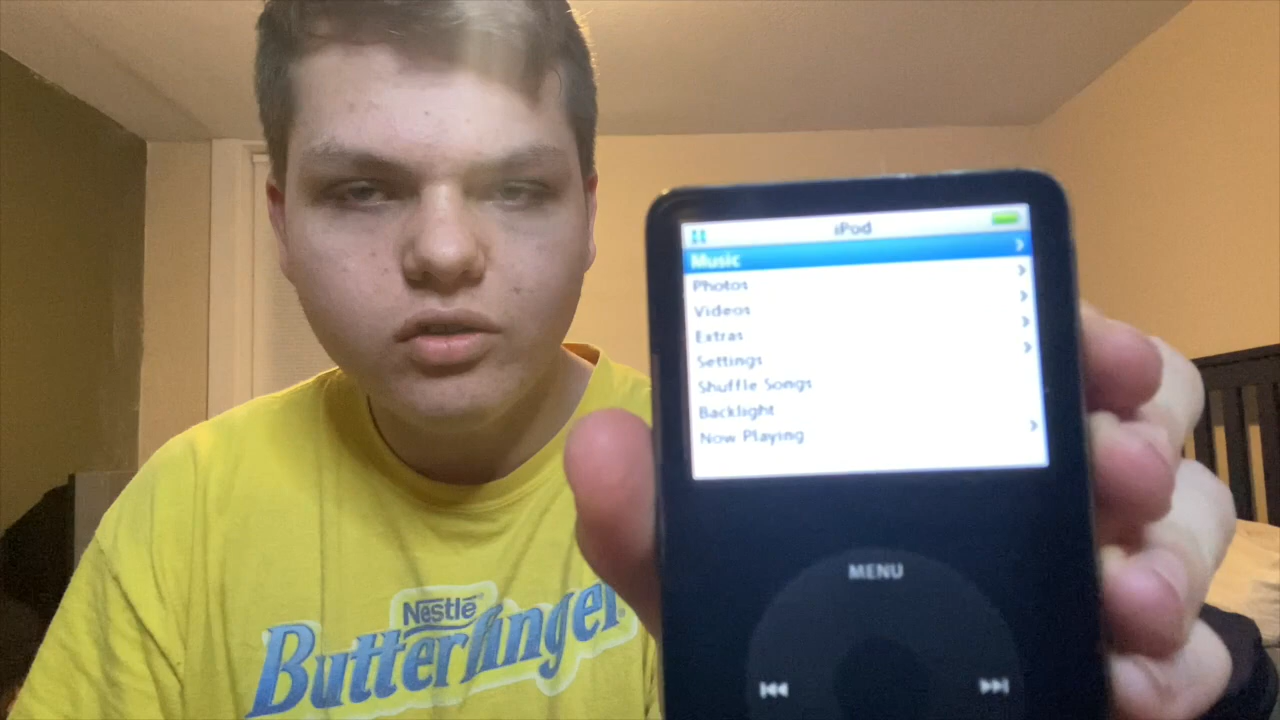 iPod
Music
Photos
Videos
Extras
Settings
Shuffle Songs
Backlight
Now Playing
MENU
Nestlé
Butterfinger